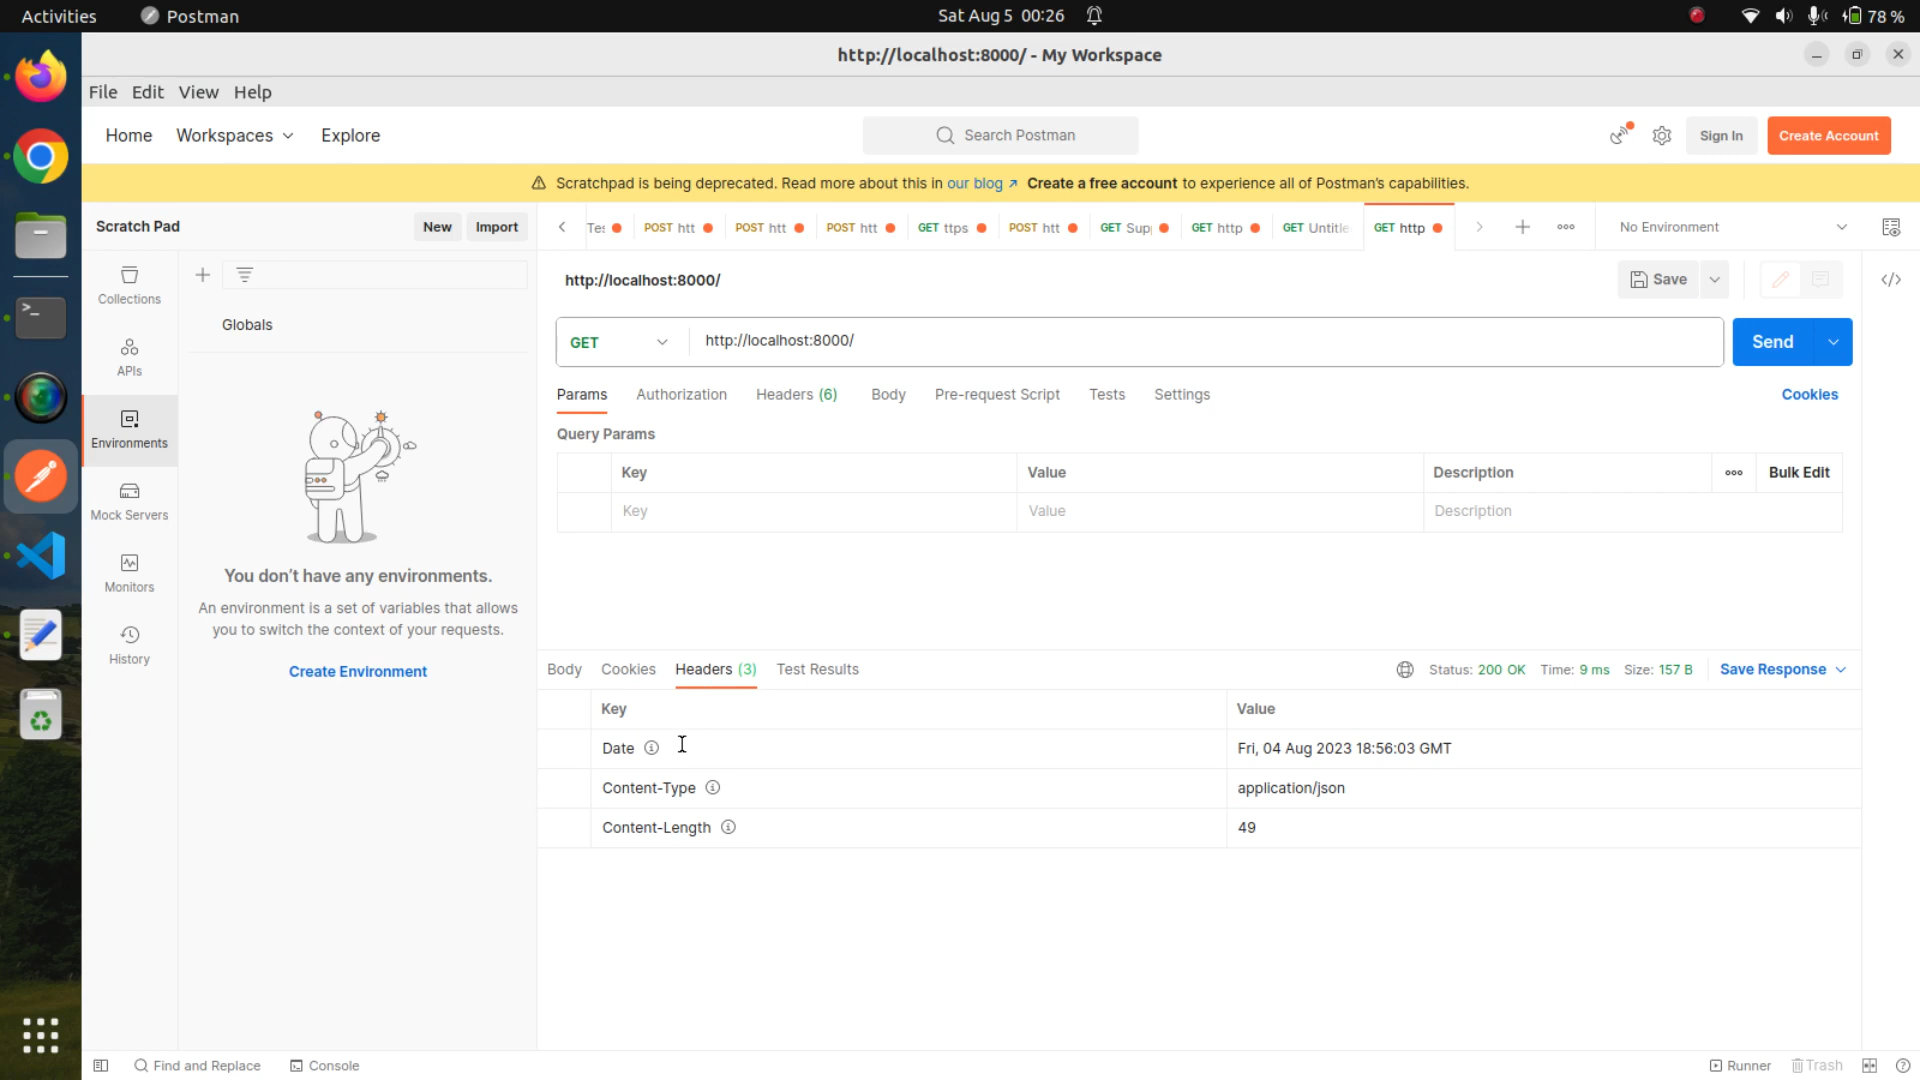 Activities Postman Sat Aug 5 00:26 78 %
http://localhost:8000/ - My Workspace
File Edit View Help
Home Workspaces Explore Search Postman Sign In Create Account
Scratchpad is being deprecated. Read more about this in our blog ↗ Create a free account to experience all of Postman's capabilities.
Scratch Pad New Import
Tes POST htt POST htt POST htt GET ttps POST htt GET Supp GET http GET Untitle GET http No Environment
Collections
APIs
Environments
Mock Servers
Monitors
History
Globals
You don't have any environments.
An environment is a set of variables that allows
you to switch the context of your requests.
Create Environment
http://localhost:8000/ Save </>
GET http://localhost:8000/ Send
Params Authorization Headers (6) Body Pre-request Script Tests Settings Cookies
Query Params
Key Value Description Bulk Edit
Key Value Description
Body Cookies Headers (3) Test Results Status: 200 OK Time: 9 ms Size: 157 B Save Response
Key Value
Date Fri, 04 Aug 2023 18:56:03 GMT
Content-Type application/json
Content-Length 49
Find and Replace Console Runner Trash